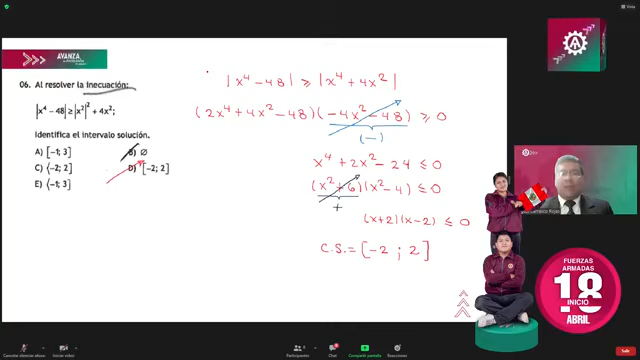 Vista
AVANZA
06. Al resolver la inecuación:
|x⁴ – 48| ≥ |x²|² + 4x²;
Identifica el intervalo solución.
A) [-1; 3]
B) ∅
C) ⟨-2; 2]
D) [-2; 2]
E) ⟨-1; 3]
|x⁴ - 48| ≥ |x⁴ + 4x²|
(2x⁴ + 4x² - 48)(-4x² - 48) ≥ 0
(-)
x⁴ + 2x² - 24 ≤ 0
(x² + 6)(x² - 4) ≤ 0
+
(x+2)(x-2) ≤ 0
C.S. = [-2 ; 2]
A
FUERZAS
ARMADAS
INICIO
18
ABRIL
Iniciar video
Participantes
Chat
Compartir pantalla
Reacciones
Salir